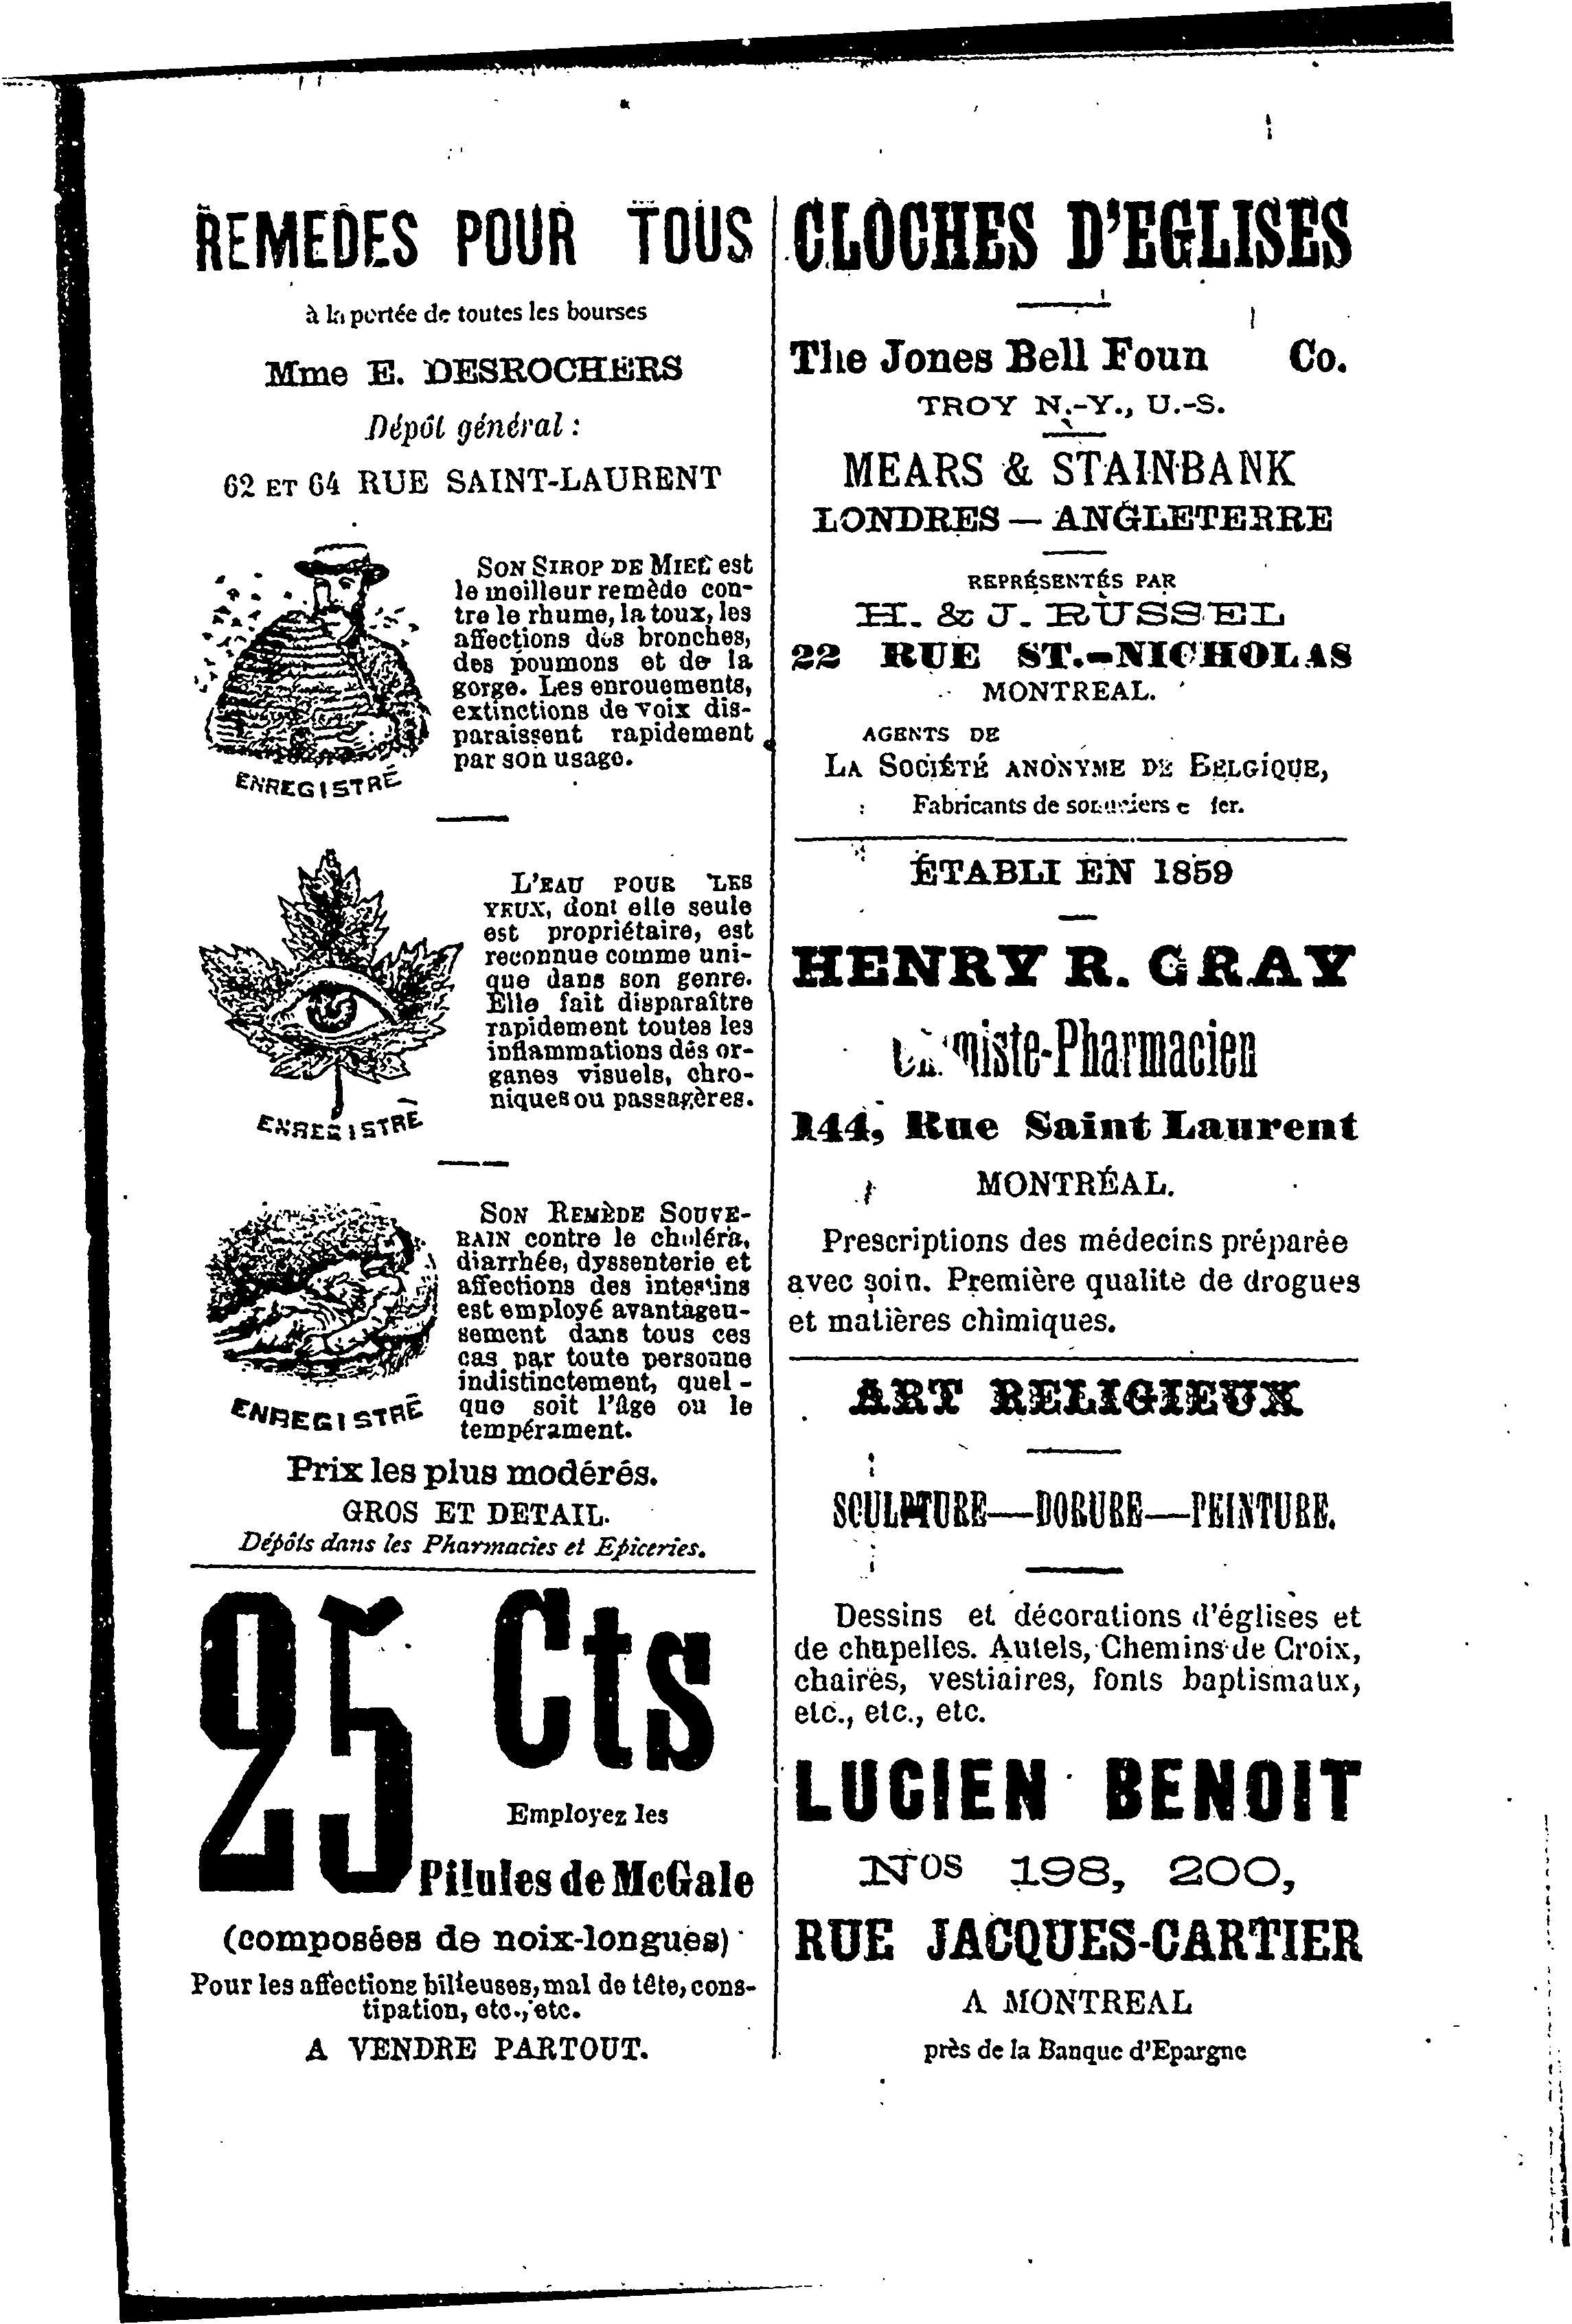 REMEDES POUR TOUS
à la portée de toutes les bourses
Mme E. DESROCHERS
Dépôt général :
62 ET 64 RUE SAINT-LAURENT
SON SIROP DE MIEL est
le meilleur remède con-
tre le rhume, la toux, les
affections des bronches,
des poumons et de la
gorge. Les enrouements,
extinctions de voix dis-
paraissent rapidement
par son usage.
ENREGISTRÉ
L'EAU POUR LES
YEUX, dont elle seule
est propriétaire, est
reconnue comme uni-
que dans son genre.
Elle fait disparaître
rapidement toutes les
inflammations dés or-
ganes visuels, chro-
niques ou passagères.
ENREGISTRÉ
SON REMÈDE SOUVE-
RAIN contre le choléra,
diarrhée, dyssenterie et
affections des intestins
est employé avantageu-
sement dans tous ces
cas par toute personne
indistinctement, quel-
que soit l'âge ou le
tempérament.
ENREGISTRÉ
Prix les plus modérés.
GROS ET DETAIL.
Dépôts dans les Pharmacies et Epiceries.
25 Cts
Employez les
Pilules de McGale
(composées de noix-longues)
Pour les affections bilieuses, mal de tête, cons-
tipation, etc., etc.
A VENDRE PARTOUT.
CLOCHES D'EGLISES
The Jones Bell Foun Co.
TROY N.-Y., U.-S.
MEARS & STAINBANK
LONDRES — ANGLETERRE
REPRÉSENTÉS PAR
H. & J. RUSSEL
22 RUE ST.-NICHOLAS
MONTREAL.
AGENTS DE
LA SOCIÉTÉ ANONYME DE BELGIQUE,
Fabricants de fer.
ÉTABLI EN 1859
HENRY R. GRAY
Chimiste-Pharmacien
144, Rue Saint Laurent
MONTRÉAL.
Prescriptions des médecins préparée
avec soin. Première qualité de drogues
et matières chimiques.
ART RELIGIEUX
SCULPTURE—DORURE—PEINTURE.
Dessins et décorations d'églises et
de chapelles. Autels, Chemins de Croix,
chaires, vestiaires, fonts baptismaux,
etc., etc., etc.
LUCIEN BENOIT
Nos 198, 200,
RUE JACQUES-CARTIER
A MONTREAL
près de la Banque d'Epargne